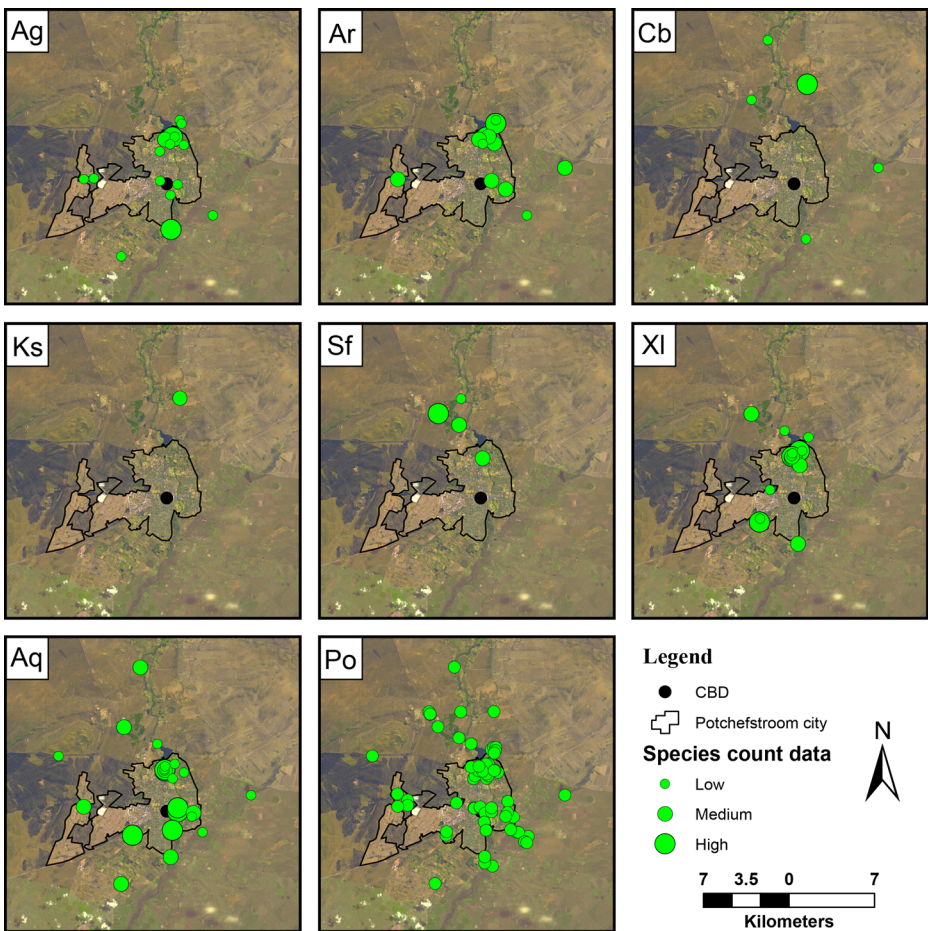 Ag
Ar
Cb
Ks
Sf
Xl
Aq
Po
Legend
CBD
Potchefstroom city
Species count data
Low
Medium
High
N
7 3.5 0 7
Kilometers